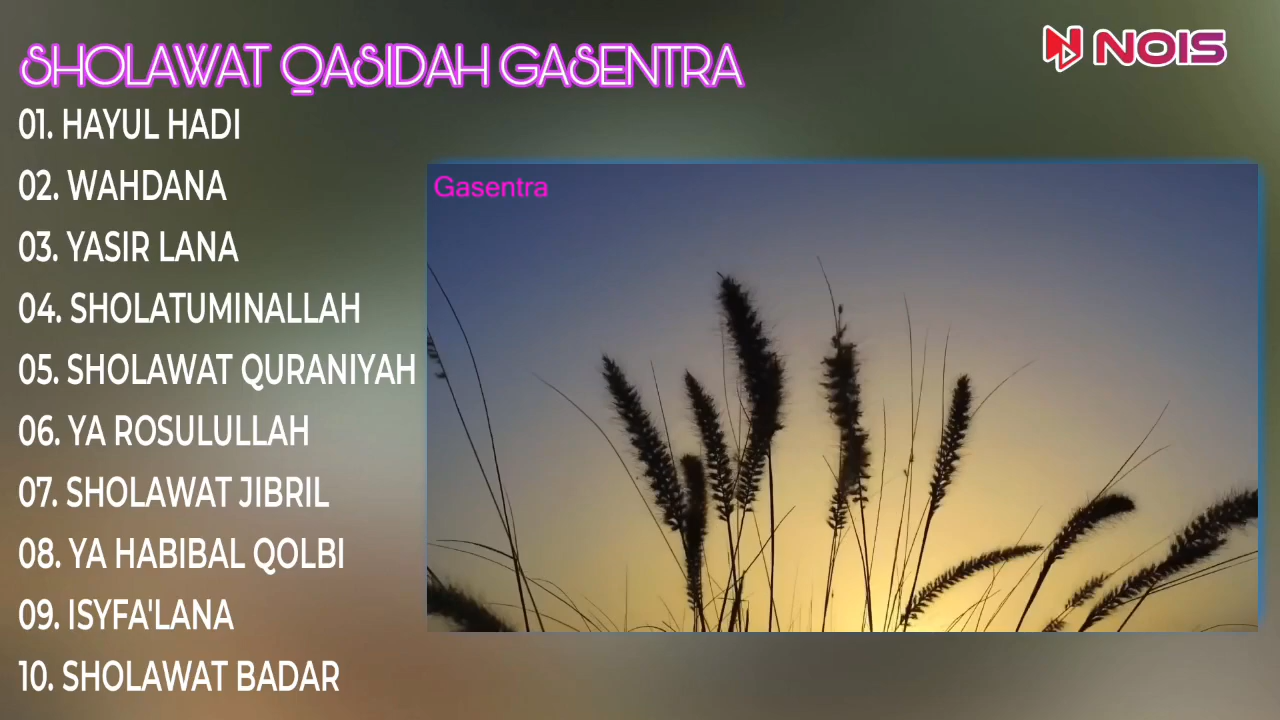 SHOLAWAT QASIDAH GASENTRA
NOIS
01. HAYUL HADI
02. WAHDANA
03. YASIR LANA
04. SHOLATUMINALLAH
05. SHOLAWAT QURANIYAH
06. YA ROSULULLAH
07. SHOLAWAT JIBRIL
08. YA HABIBAL QOLBI
09. ISYFA'LANA
10. SHOLAWAT BADAR
Gasentra